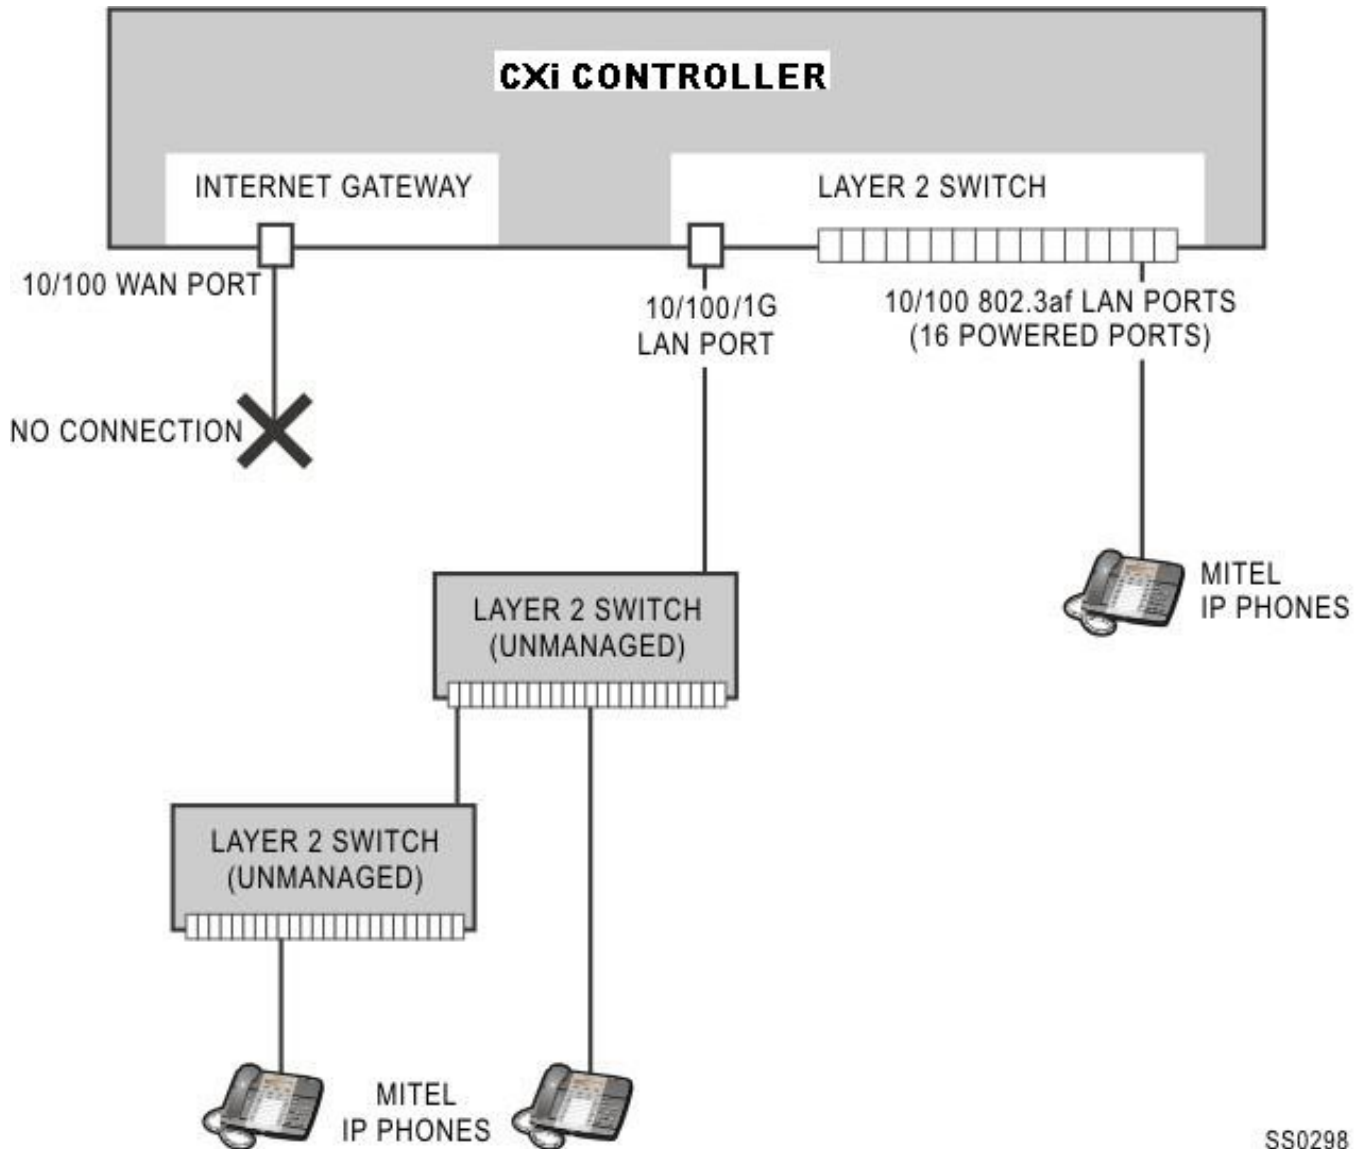 CXi CONTROLLER
INTERNET GATEWAY
LAYER 2 SWITCH
10/100 WAN PORT
10/100/1G
LAN PORT
10/100 802.3af LAN PORTS
(16 POWERED PORTS)
NO CONNECTION
MITEL
IP PHONES
LAYER 2 SWITCH
(UNMANAGED)
LAYER 2 SWITCH
(UNMANAGED)
MITEL
IP PHONES
SS0298